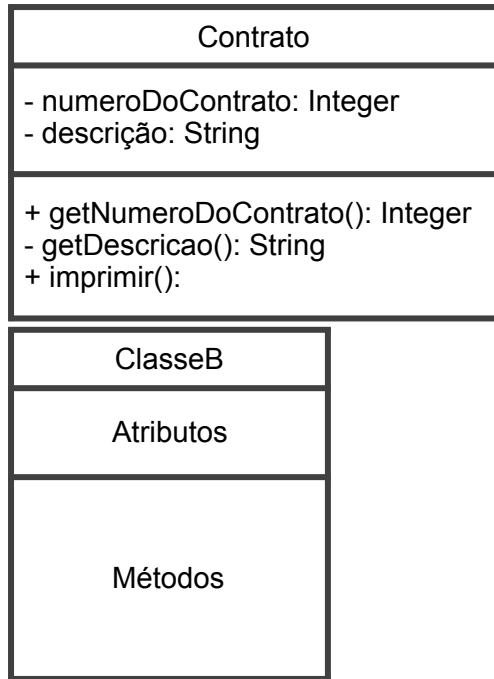 Contrato
- numeroDoContrato: Integer
- descrição: String
+ getNumeroDoContrato(): Integer
- getDescricao(): String
+ imprimir():
ClasseB
Atributos
Métodos